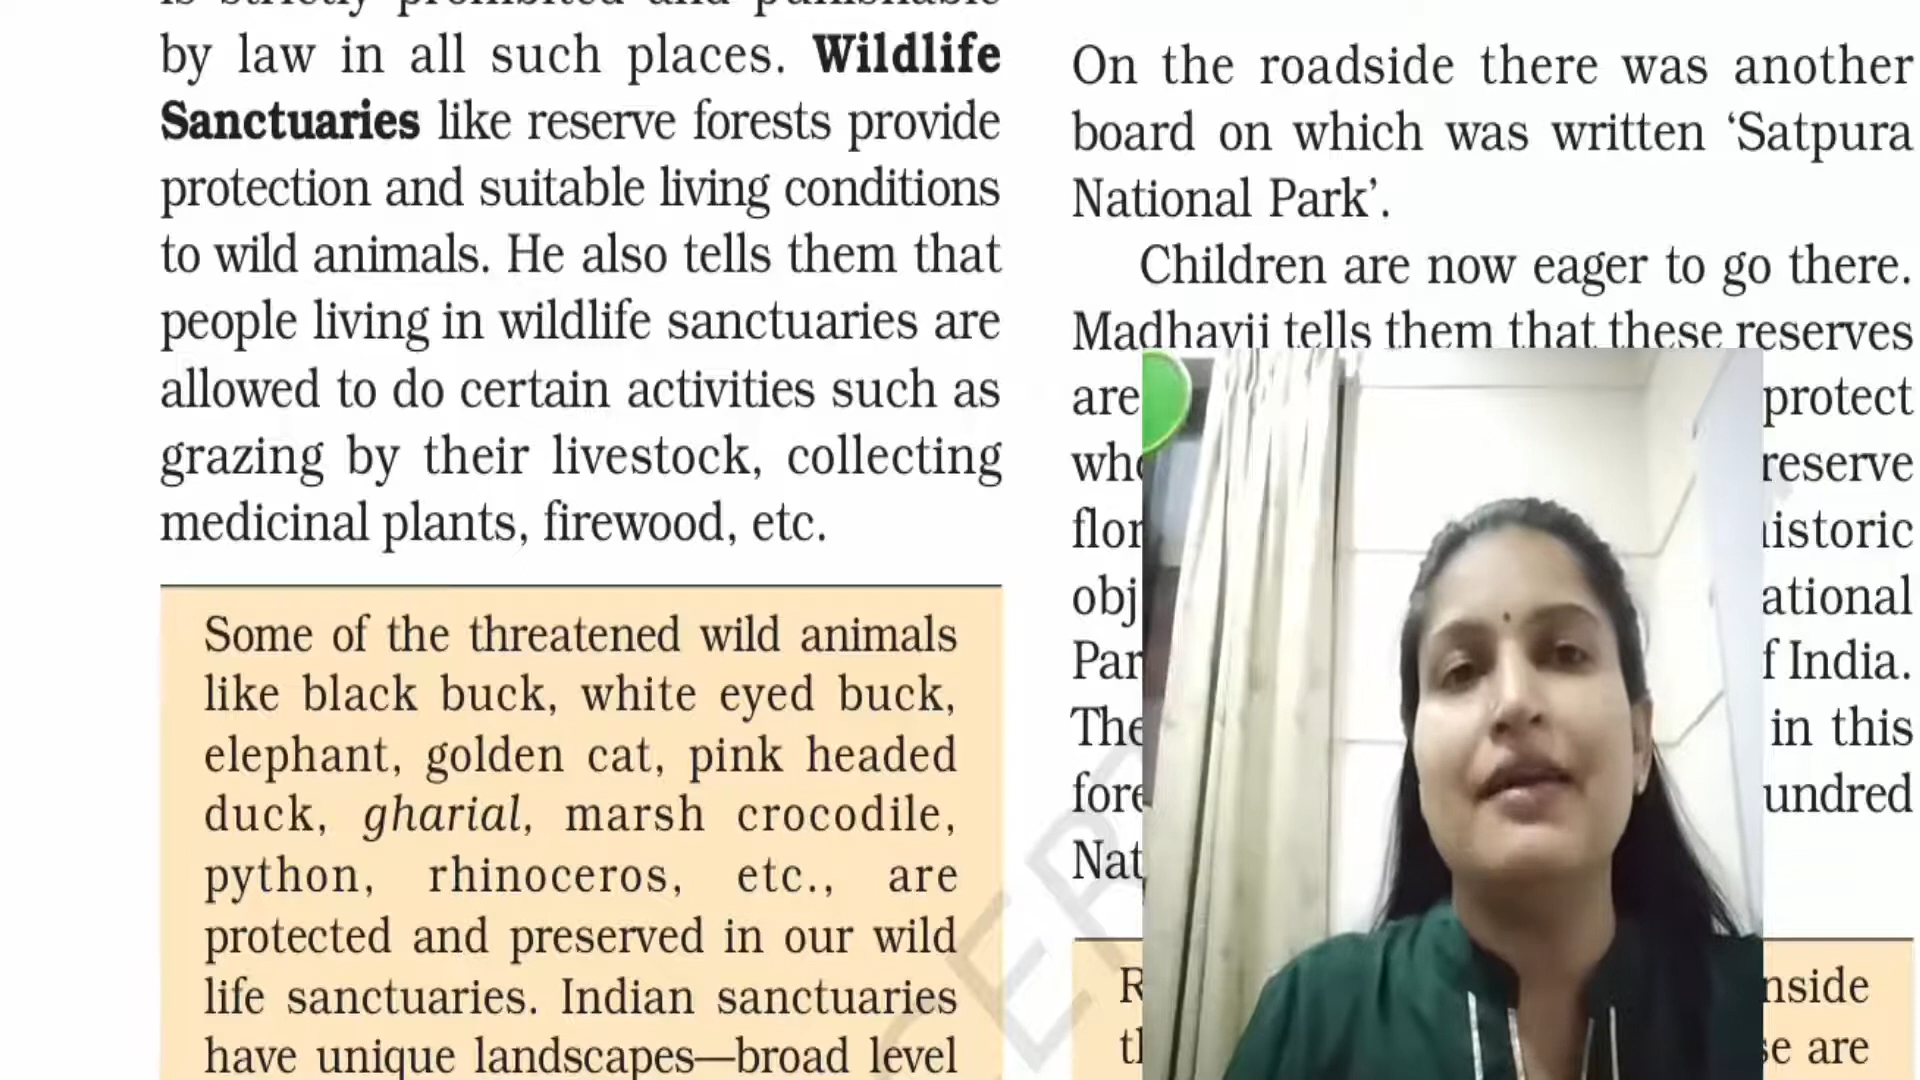 by law in all such places. Wildlife
Sanctuaries like reserve forests provide
protection and suitable living conditions
to wild animals. He also tells them that
people living in wildlife sanctuaries are
allowed to do certain activities such as
grazing by their livestock, collecting
medicinal plants, firewood, etc.
Some of the threatened wild animals
like black buck, white eyed buck,
elephant, golden cat, pink headed
duck, gharial, marsh crocodile,
python, rhinoceros, etc., are
protected and preserved in our wild
life sanctuaries. Indian sanctuaries
have unique landscapes—broad level
On the roadside there was another
board on which was written ‘Satpura
National Park’.
Children are now eager to go there.
Madhavji tells them that these reserves
are protect
reserve
of India.
in this
are